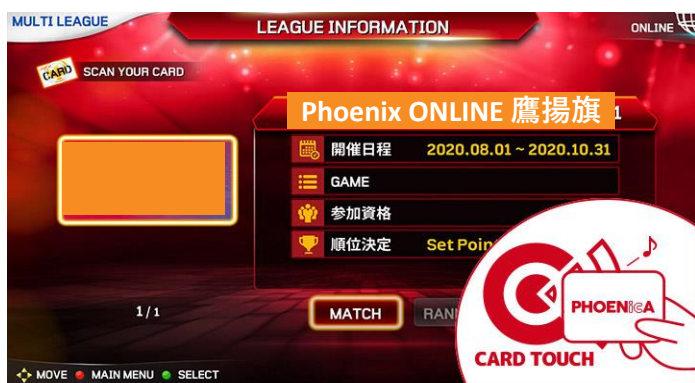 MULTI LEAGUE
LEAGUE INFORMATION
ONLINE
CARD
SCAN YOUR CARD
Phoenix ONLINE 鷹揚旗
1
開催日程 2020.08.01 ~ 2020.10.31
GAME
参加資格
順位決定 Set Poin
PHOENicA
1 / 1
MATCH
RAN
CARD TOUCH
MOVE MAIN MENU SELECT